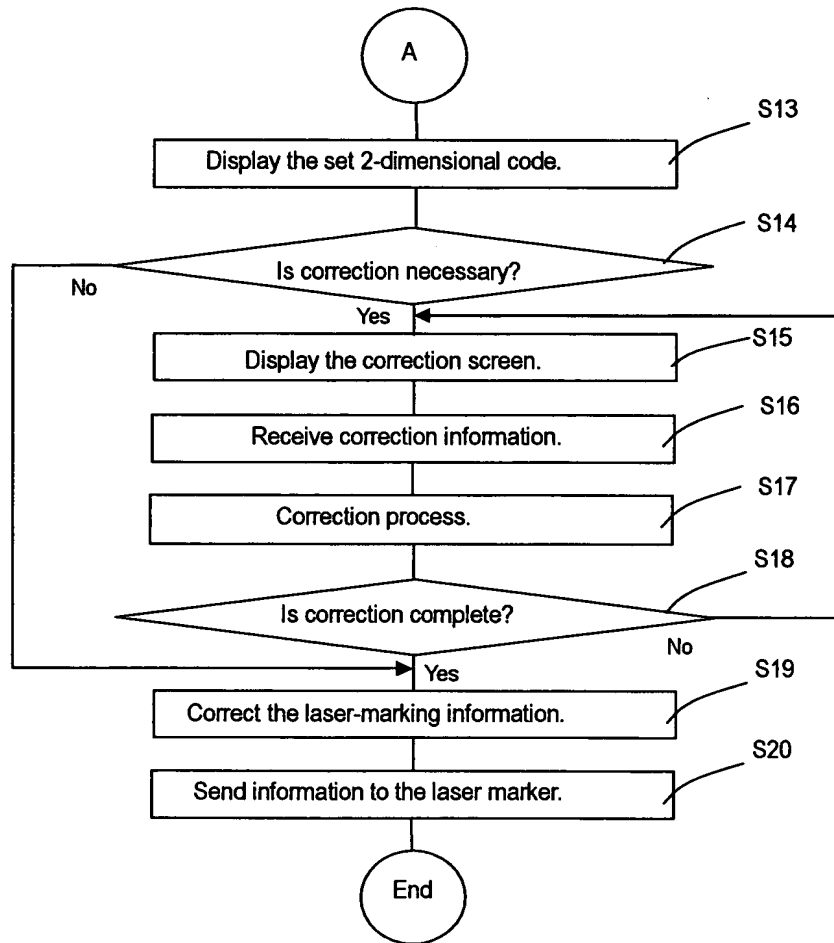 A
S13
Display the set 2-dimensional code.
S14
Is correction necessary?
No
Yes
S15
Display the correction screen.
S16
Receive correction information.
S17
Correction process.
S18
Is correction complete?
No
Yes
S19
Correct the laser-marking information.
S20
Send information to the laser marker.
End